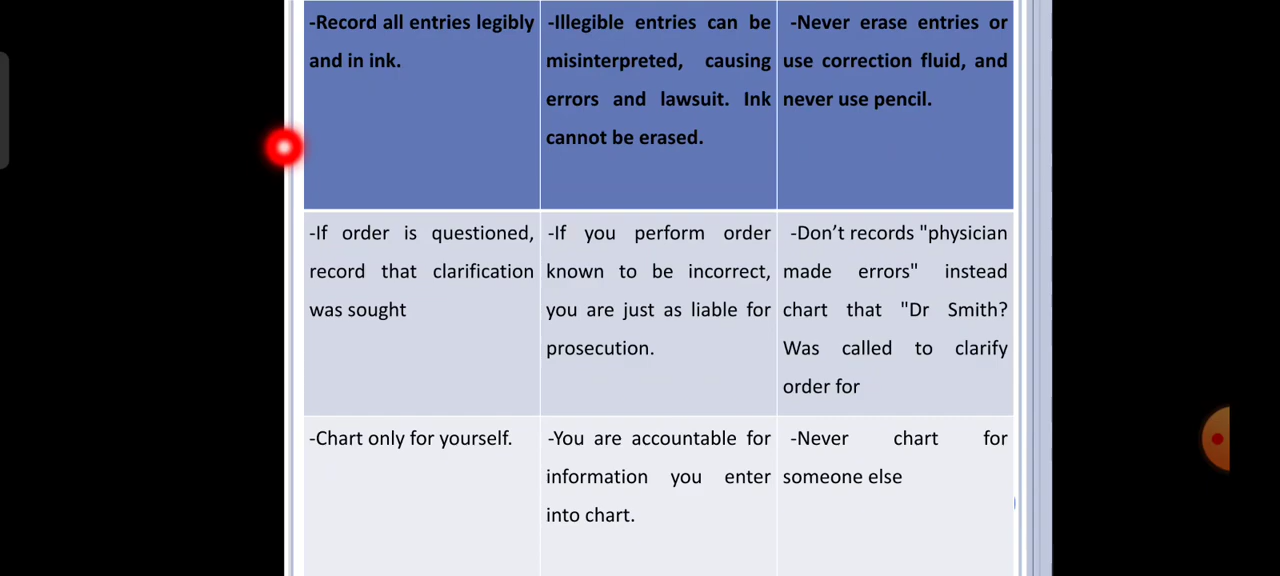 -Record all entries legibly
and in ink.
-Illegible entries can be
misinterpreted, causing
errors and lawsuit. Ink
cannot be erased.
-Never erase entries or
use correction fluid, and
never use pencil.
-If order is questioned,
record that clarification
was sought
-If you perform order
known to be incorrect,
you are just as liable for
prosecution.
-Don’t records "physician
made errors" instead
chart that "Dr Smith?
Was called to clarify
order for
-Chart only for yourself.
-You are accountable for
information you enter
into chart.
-Never chart for
someone else